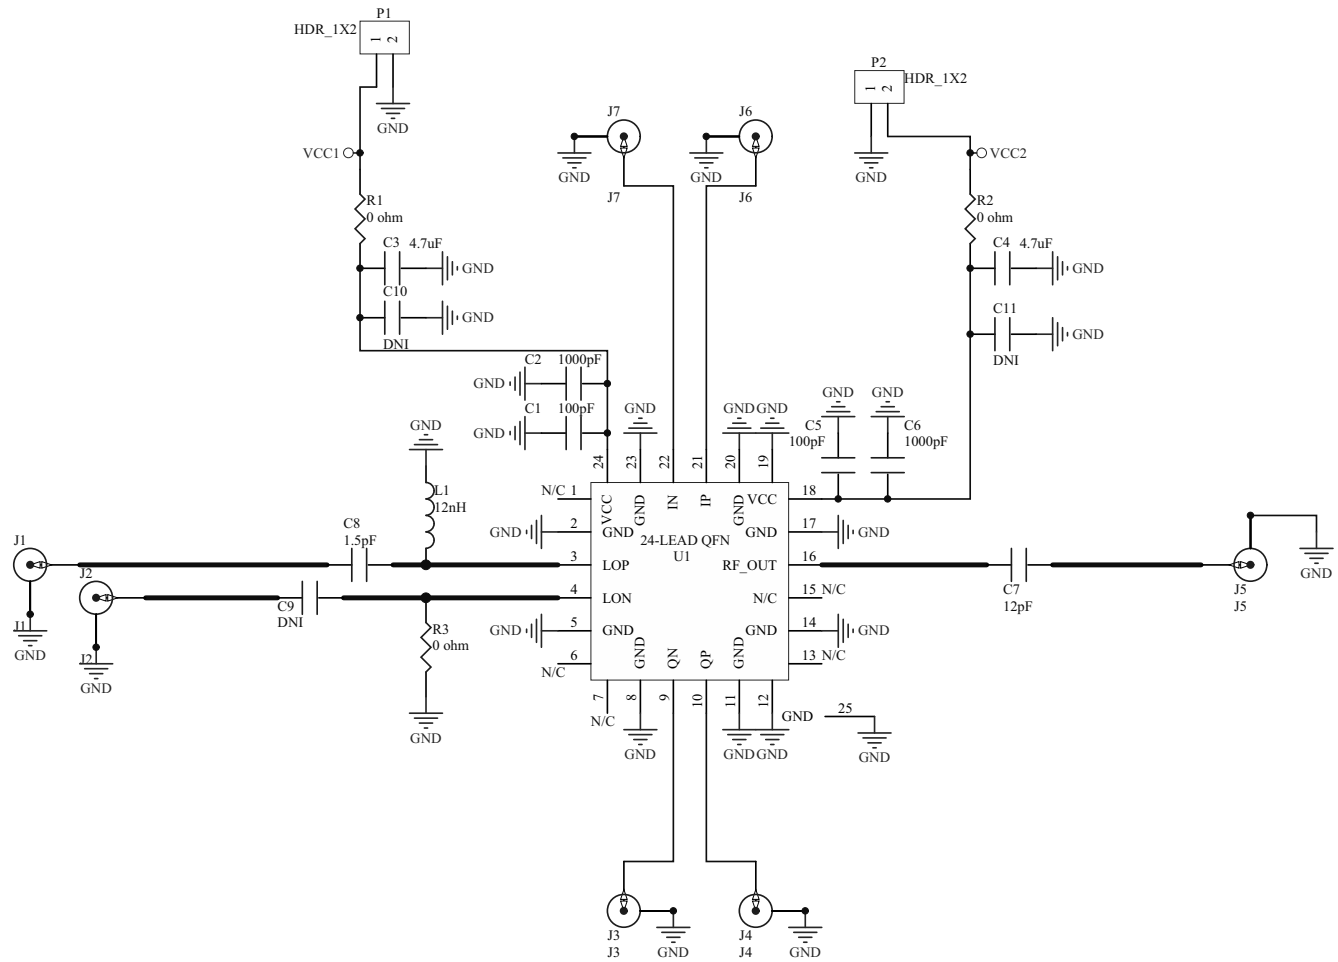 P1
HDR_1X2
1
2
GND
VCC1
R1
0 ohm
C3 4.7uF
GND
C10
GND
DNI
J7
GND
J7
J6
GND
J6
P2
HDR_1X2
1
2
GND
VCC2
R2
0 ohm
C4 4.7uF
GND
C11
GND
DNI
C2 1000pF
GND
C1 100pF
GND
GND
GND GND
GND
GND
C5
100pF
C6
1000pF
GND
L1
12nH
24
23
22
21
20
19
VCC
GND
IN
IP
GND
N/C 1
VCC 18
GND 2 GND
GND 17 GND
24-LEAD QFN
U1
3 LOP
RF_OUT 16
4 LON
N/C 15 N/C
GND 5 GND
GND 14 GND
6
N/C
13 N/C
GND
QN
QP
GND
7
8
9
10
11
12
N/C
GND
GND GND
GND 25
GND
J1
J1
GND
J2
J2
GND
C8
1.5pF
C9
DNI
R3
0 ohm
GND
C7
12pF
J5
J5
GND
J3
J3
GND
J4
J4
GND